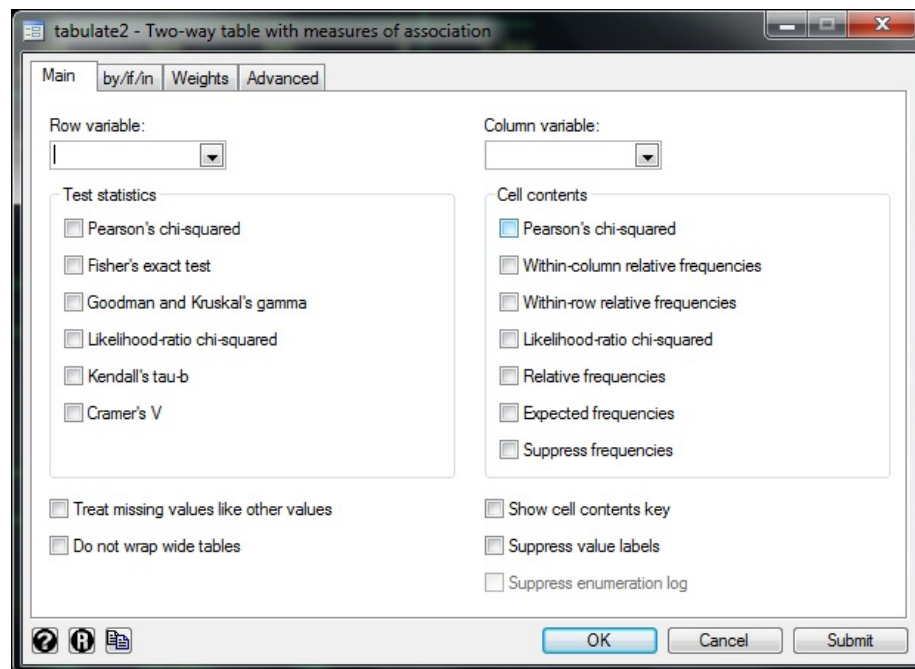 tabulate2 - Two-way table with measures of association
Main by/if/in Weights Advanced
Row variable:
Column variable:
Test statistics
Pearson's chi-squared
Fisher's exact test
Goodman and Kruskal's gamma
Likelihood-ratio chi-squared
Kendall's tau-b
Cramer's V
Cell contents
Pearson's chi-squared
Within-column relative frequencies
Within-row relative frequencies
Likelihood-ratio chi-squared
Relative frequencies
Expected frequencies
Suppress frequencies
Treat missing values like other values
Do not wrap wide tables
Show cell contents key
Suppress value labels
Suppress enumeration log
? R
OK Cancel Submit